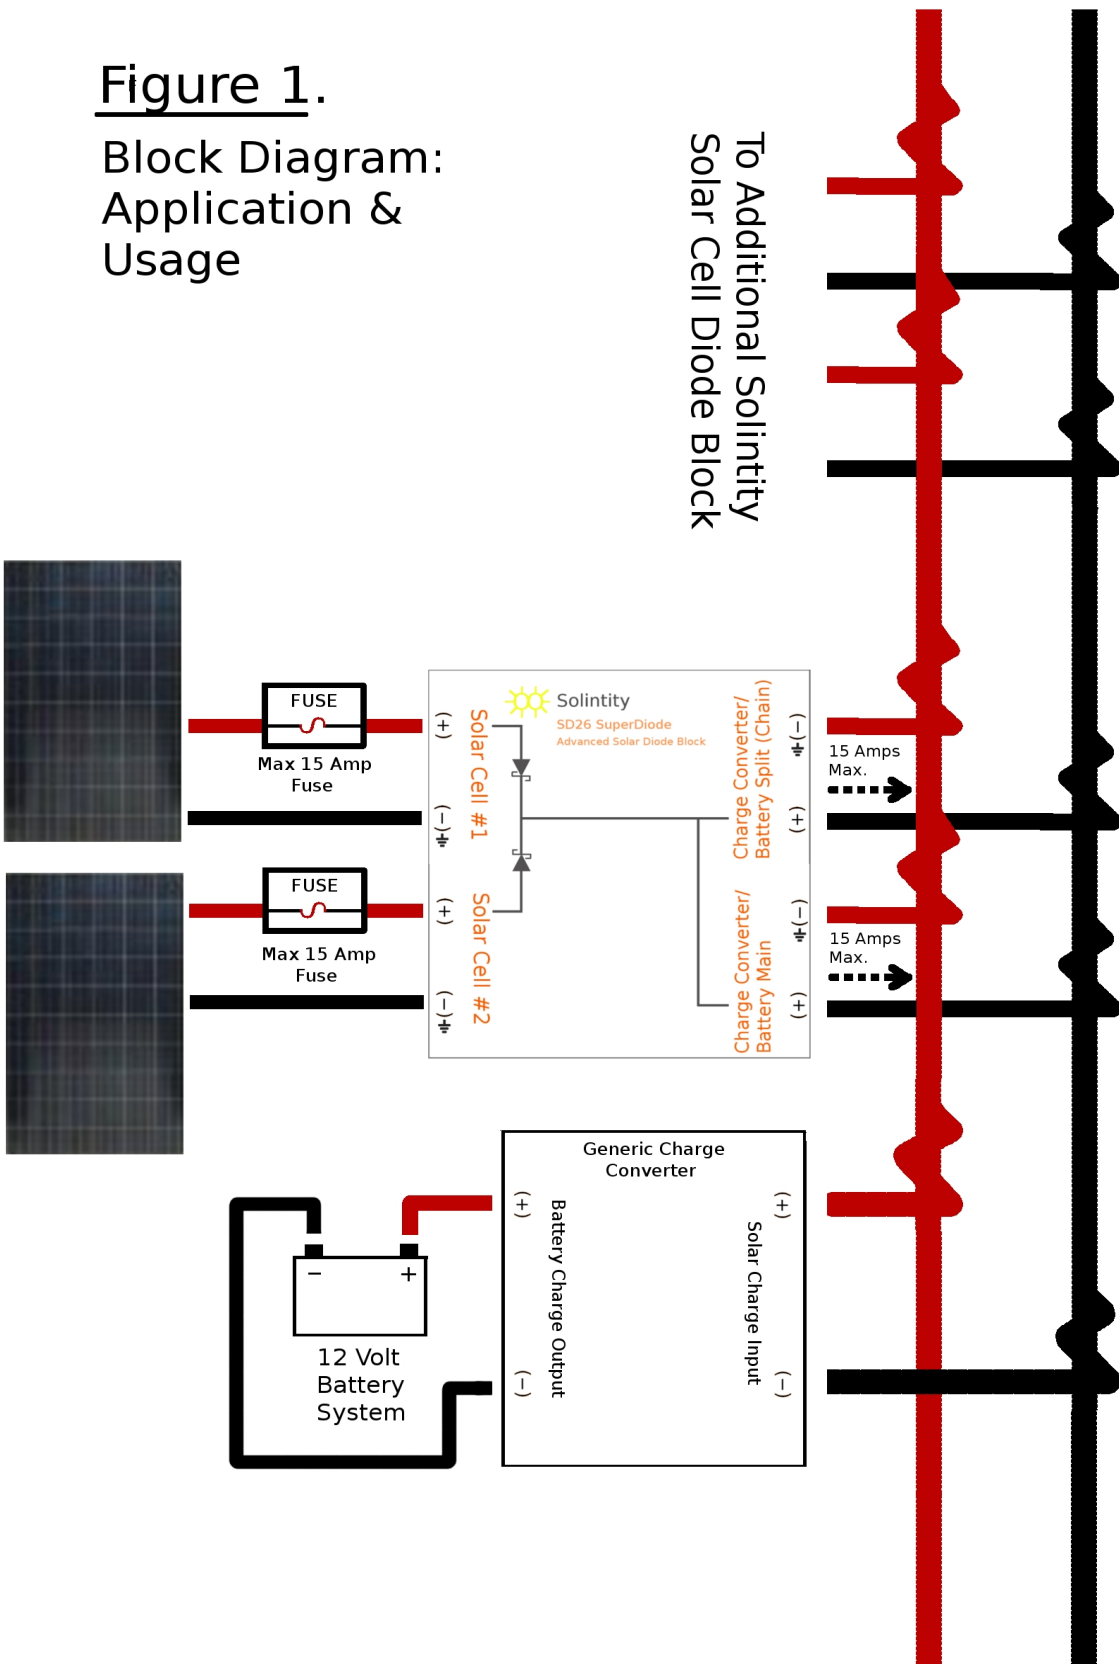 Figure 1.
Block Diagram:
Application &
Usage
To Additional Solintity
Solar Cell Diode Block
FUSE
Max 15 Amp
Fuse
FUSE
Max 15 Amp
Fuse
(+)
(−)
(+)
(−)
Solar Cell #1
Solar Cell #2
Solintity
SD26 SuperDiode
Advanced Solar Diode Block
Charge Converter/
Battery Split (Chain)
Charge Converter/
Battery Main
(−)
(+)
(−)
(+)
15 Amps
Max.
15 Amps
Max.
Generic Charge
Converter
(+)
(−)
Battery Charge Output
Solar Charge Input
(+)
(−)
−
+
12 Volt
Battery
System